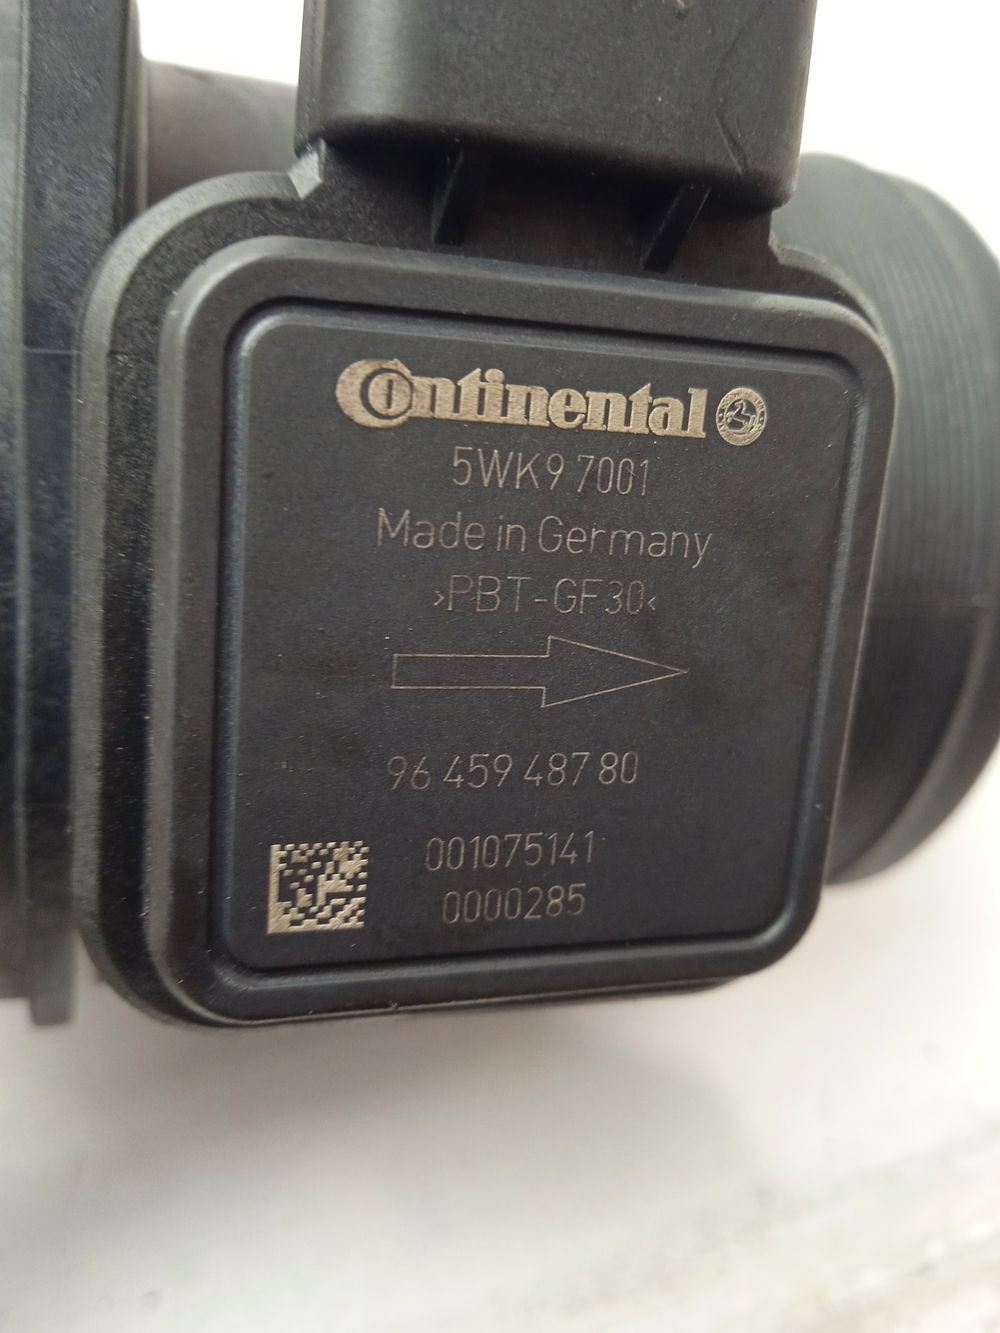 Continental
5WK9 7001
Made in Germany
>PBT-GF30<
96 459 487 80
001075141
0000285